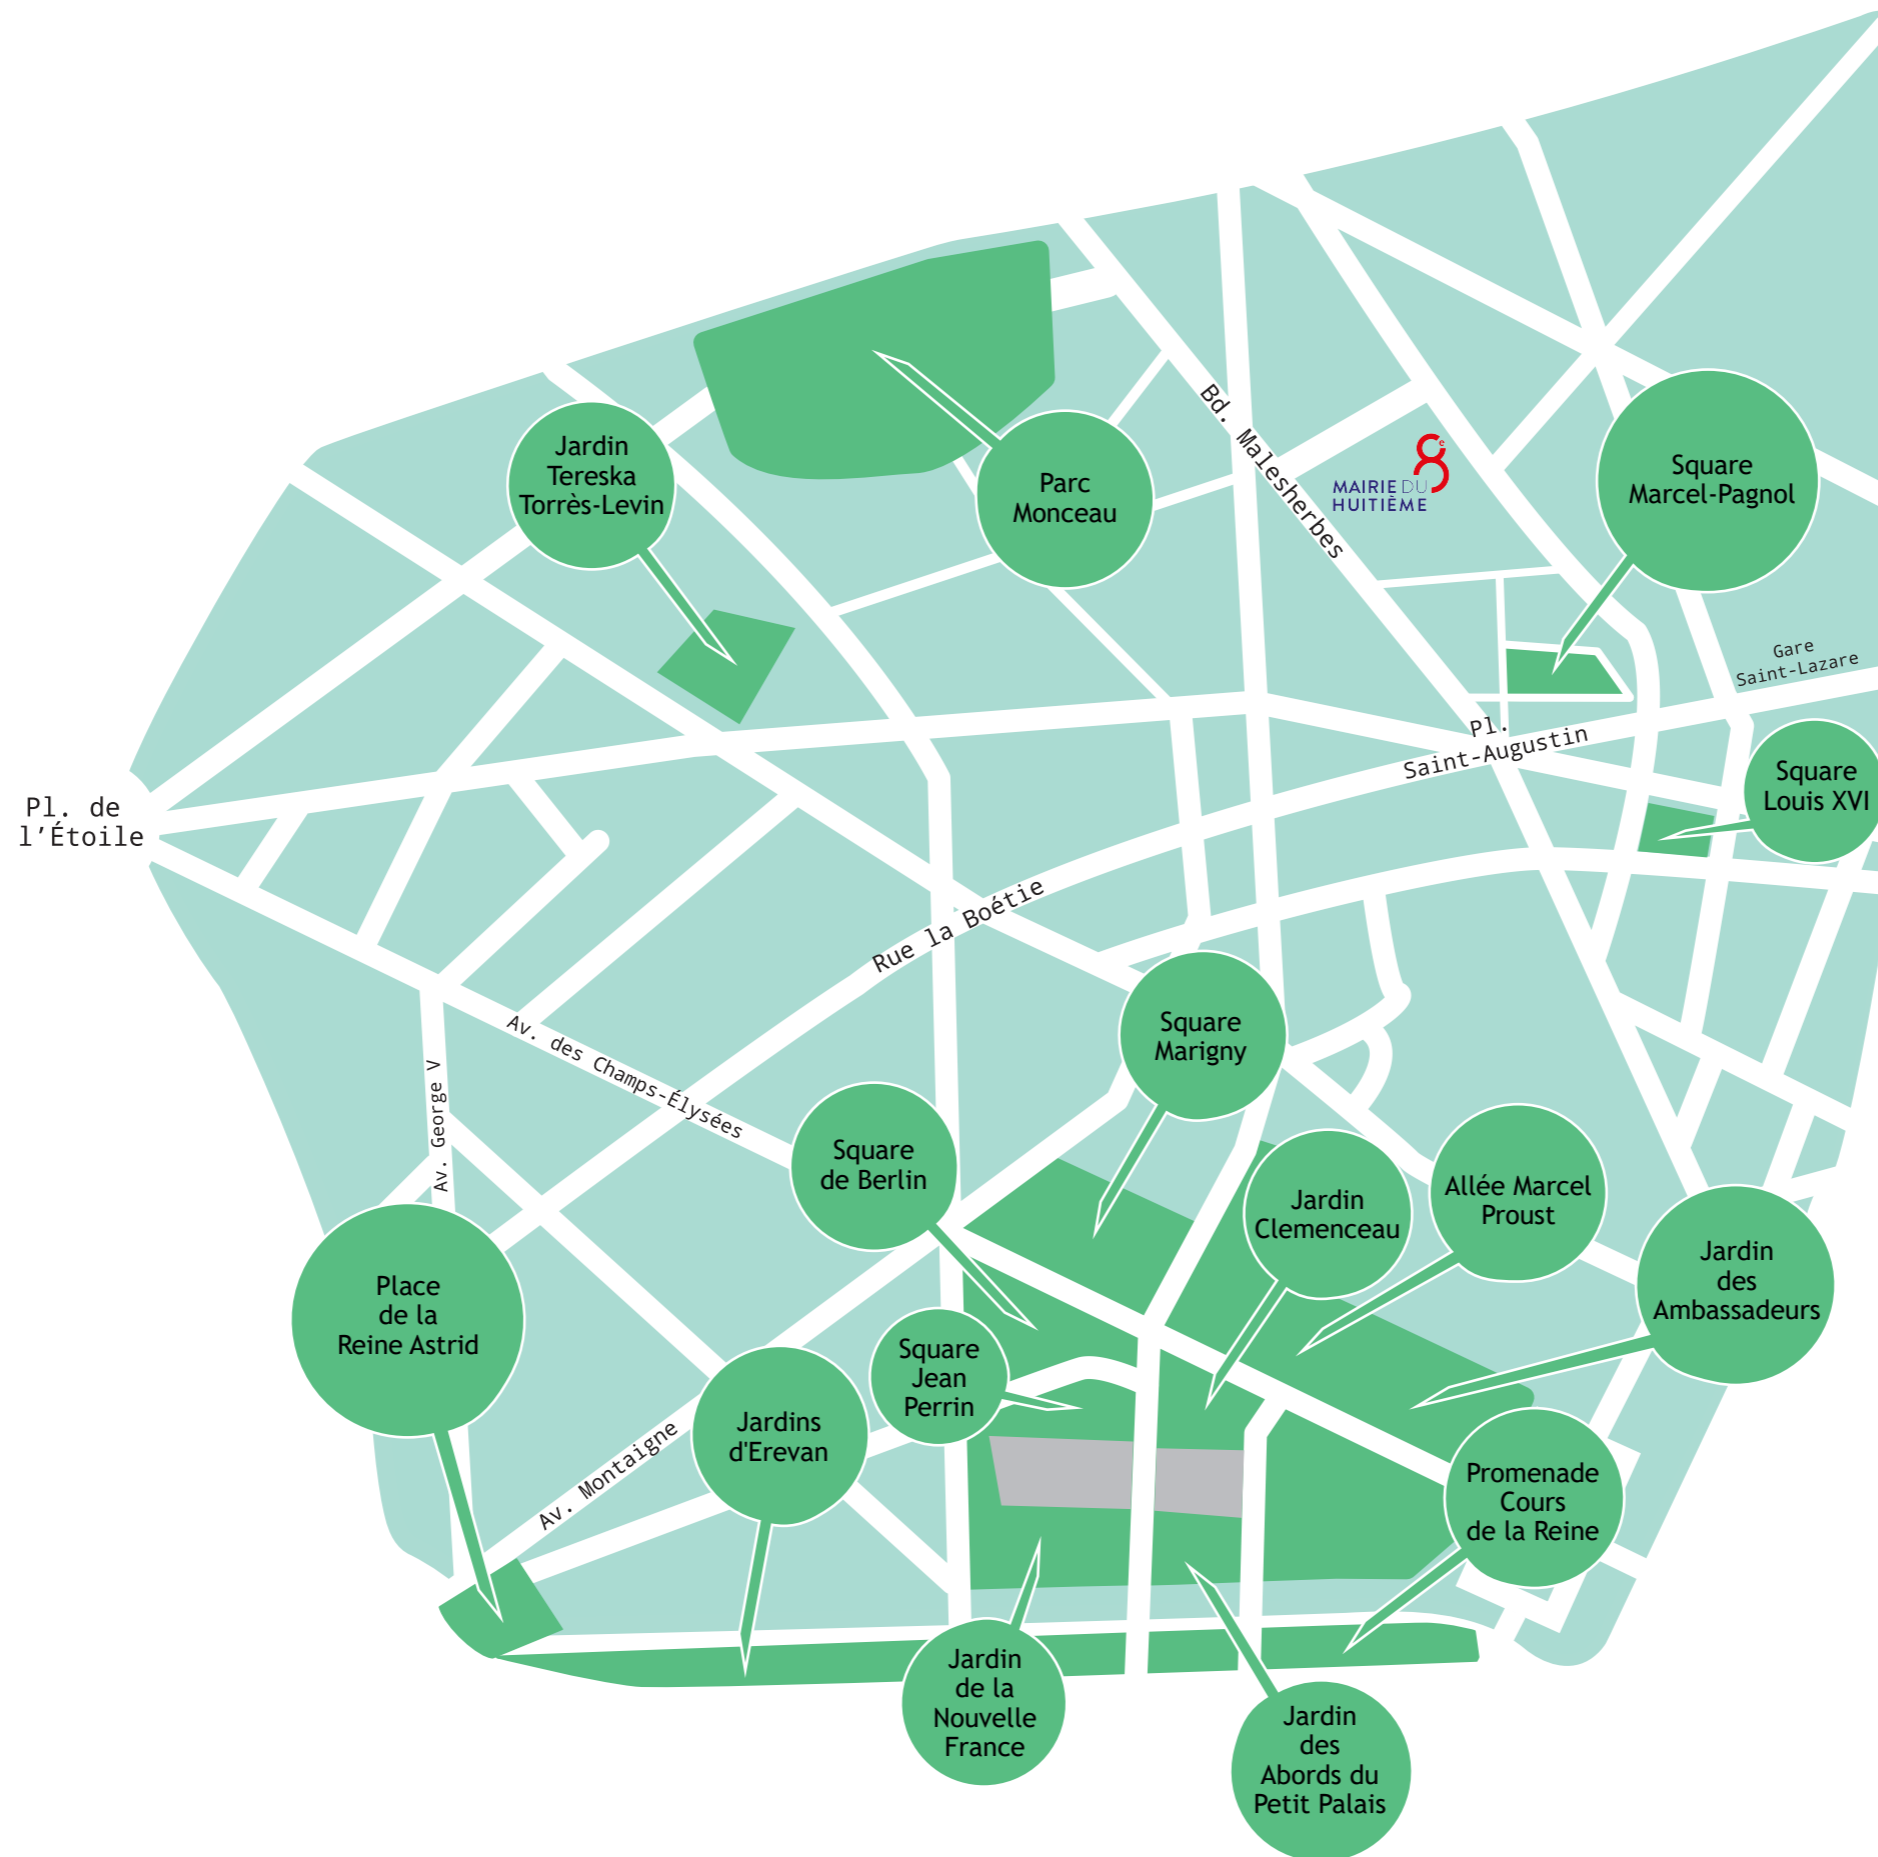 Jardin
Tereska
Torrès-Levin
Parc
Monceau
Bd. Malesherbes
8e
MAIRIE DU
HUITIÈME
Square
Marcel-Pagnol
Gare
Saint-Lazare
Pl.
Saint-Augustin
Square
Louis XVI
Pl. de
l’Étoile
Rue la Boétie
Av. des Champs-Élysées
Av. George V
Square
Marigny
Square
de Berlin
Jardin
Clemenceau
Allée Marcel
Proust
Jardin
des
Ambassadeurs
Place
de la
Reine Astrid
Square
Jean
Perrin
Jardins
d'Erevan
Av. Montaigne
Promenade
Cours
de la Reine
Jardin
de la
Nouvelle
France
Jardin
des
Abords du
Petit Palais